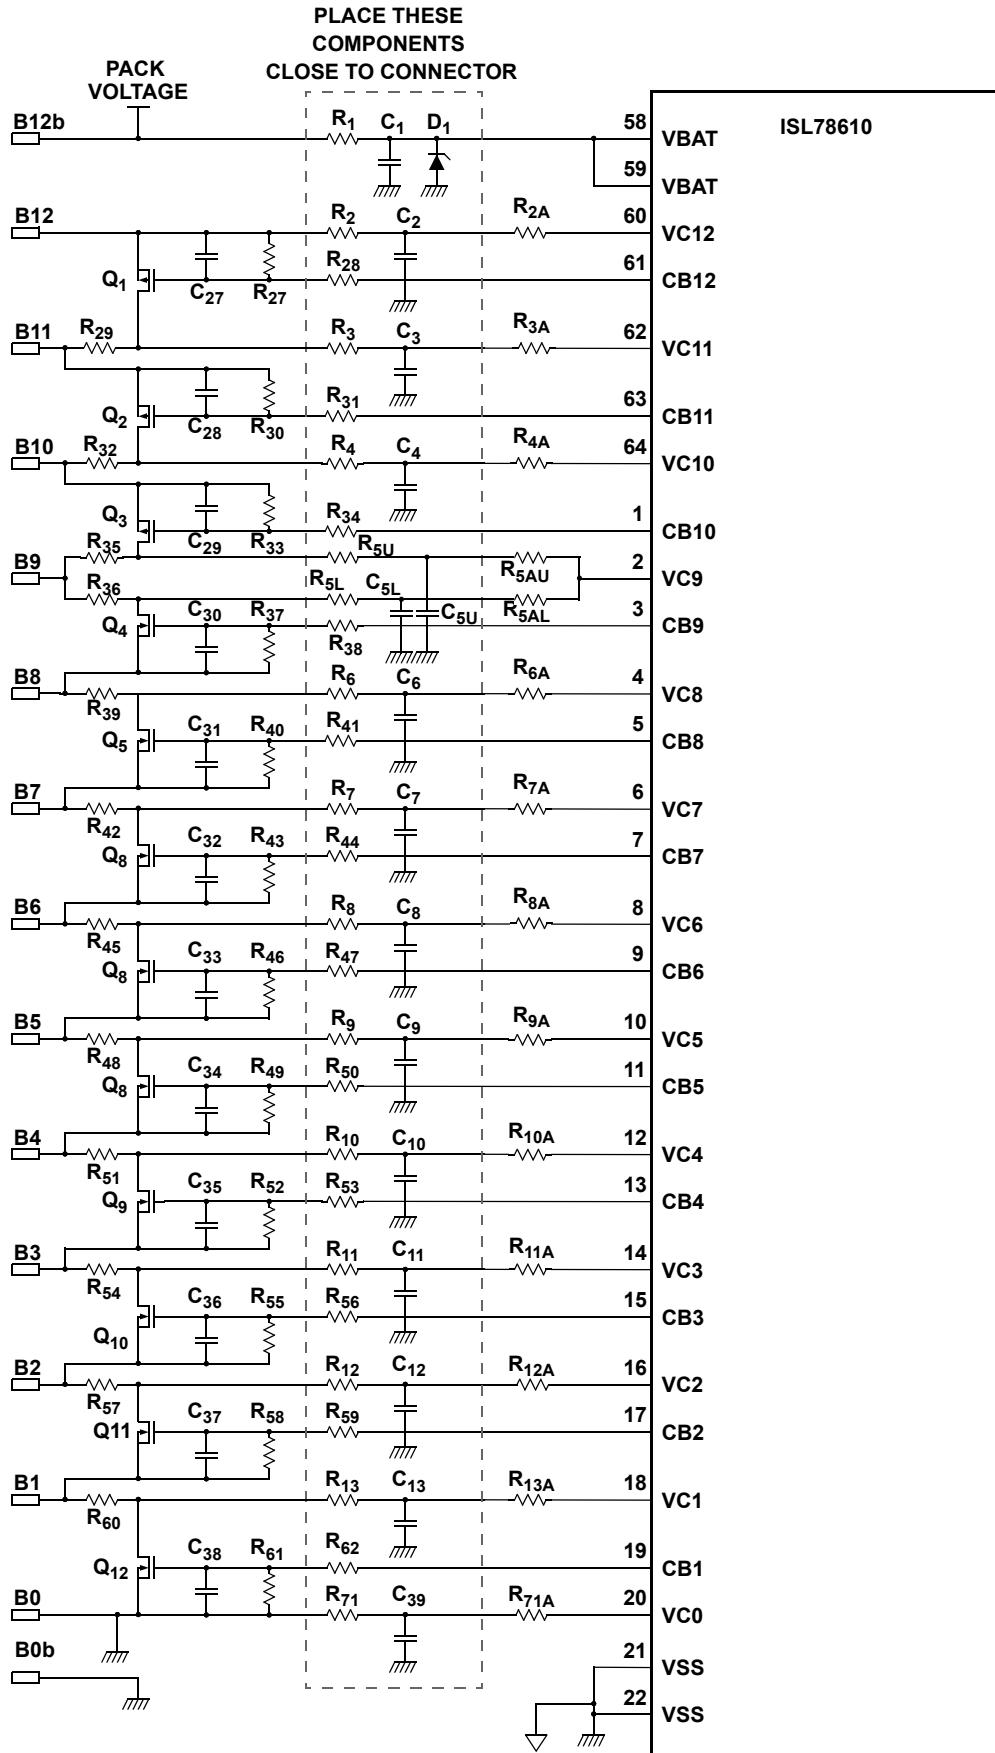 PLACE THESE
COMPONENTS
CLOSE TO CONNECTOR
PACK
VOLTAGE
B12b R1 C1 D1 58 VBAT ISL78610
59 VBAT
B12 R2 C2 R2A 60 VC12
Q1 C27 R27 R28 61 CB12
B11 R29 R3 C3 R3A 62 VC11
Q2 C28 R30 R31 63 CB11
B10 R32 R4 C4 R4A 64 VC10
Q3 C29 R33 R34 1 CB10
B9 R35 R5U R5AU 2 VC9
R36 R5L C5L C5U R5AL
Q4 C30 R37 R38 3 CB9
B8 R39 R6 C6 R6A 4 VC8
Q5 C31 R40 R41 5 CB8
B7 R42 R7 C7 R7A 6 VC7
Q8 C32 R43 R44 7 CB7
B6 R45 R8 C8 R8A 8 VC6
Q8 C33 R46 R47 9 CB6
B5 R48 R9 C9 R9A 10 VC5
Q8 C34 R49 R50 11 CB5
B4 R51 R10 C10 R10A 12 VC4
Q9 C35 R52 R53 13 CB4
B3 R54 R11 C11 R11A 14 VC3
Q10 C36 R55 R56 15 CB3
B2 R57 R12 C12 R12A 16 VC2
Q11 C37 R58 R59 17 CB2
B1 R60 R13 C13 R13A 18 VC1
Q12 C38 R61 R62 19 CB1
B0 R71 C39 R71A 20 VC0
B0b 21 VSS
22 VSS